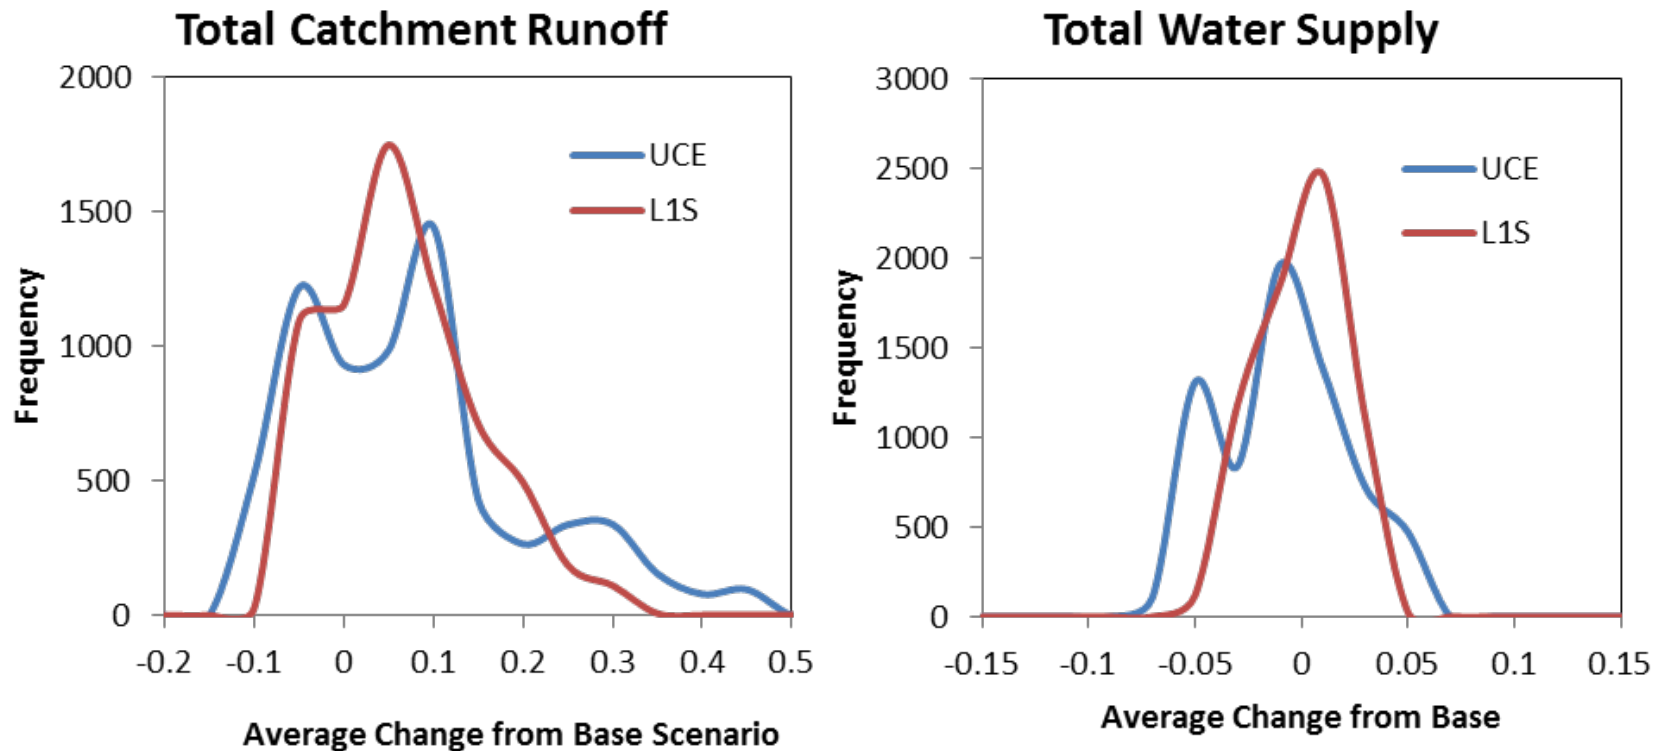 Total Catchment Runoff
2000
1500
1000
500
0
Frequency
UCE
L1S
-0.2 -0.1 0 0.1 0.2 0.3 0.4 0.5
Average Change from Base Scenario
Total Water Supply
3000
2500
2000
1500
1000
500
0
Frequency
UCE
L1S
-0.15 -0.1 -0.05 0 0.05 0.1 0.15
Average Change from Base